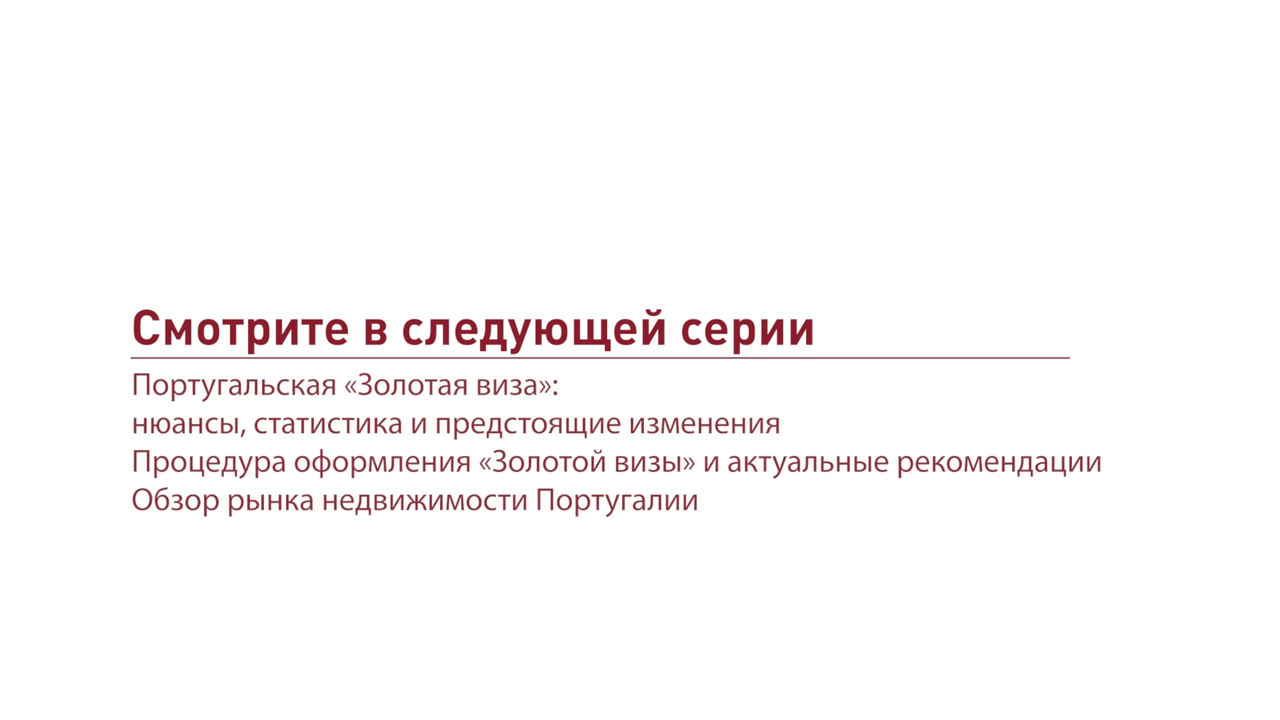 Смотрите в следующей серии
Португальская «Золотая виза»:
нюансы, статистика и предстоящие изменения
Процедура оформления «Золотой визы» и актуальные рекомендации
Обзор рынка недвижимости Португалии